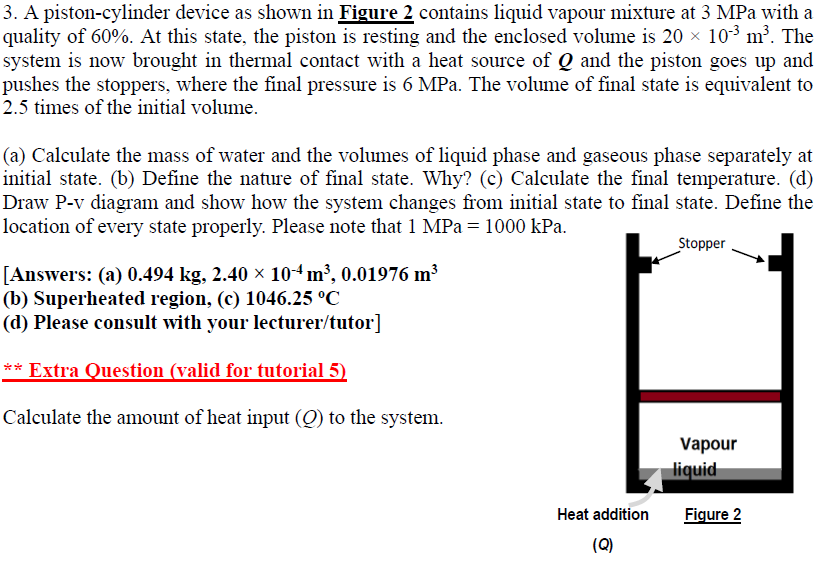 3. A piston-cylinder device as shown in Figure 2 contains liquid vapour mixture at 3 MPa with a
quality of 60%. At this state, the piston is resting and the enclosed volume is 20 × 10⁻³ m³. The
system is now brought in thermal contact with a heat source of Q and the piston goes up and
pushes the stoppers, where the final pressure is 6 MPa. The volume of final state is equivalent to
2.5 times of the initial volume.
(a) Calculate the mass of water and the volumes of liquid phase and gaseous phase separately at
initial state. (b) Define the nature of final state. Why? (c) Calculate the final temperature. (d)
Draw P-v diagram and show how the system changes from initial state to final state. Define the
location of every state properly. Please note that 1 MPa = 1000 kPa.
Stopper
[Answers: (a) 0.494 kg, 2.40 × 10⁻⁴ m³, 0.01976 m³
(b) Superheated region, (c) 1046.25 ⁰C
(d) Please consult with your lecturer/tutor]
** Extra Question (valid for tutorial 5)
Calculate the amount of heat input (Q) to the system.
Vapour
liquid
Heat addition
(Q)
Figure 2